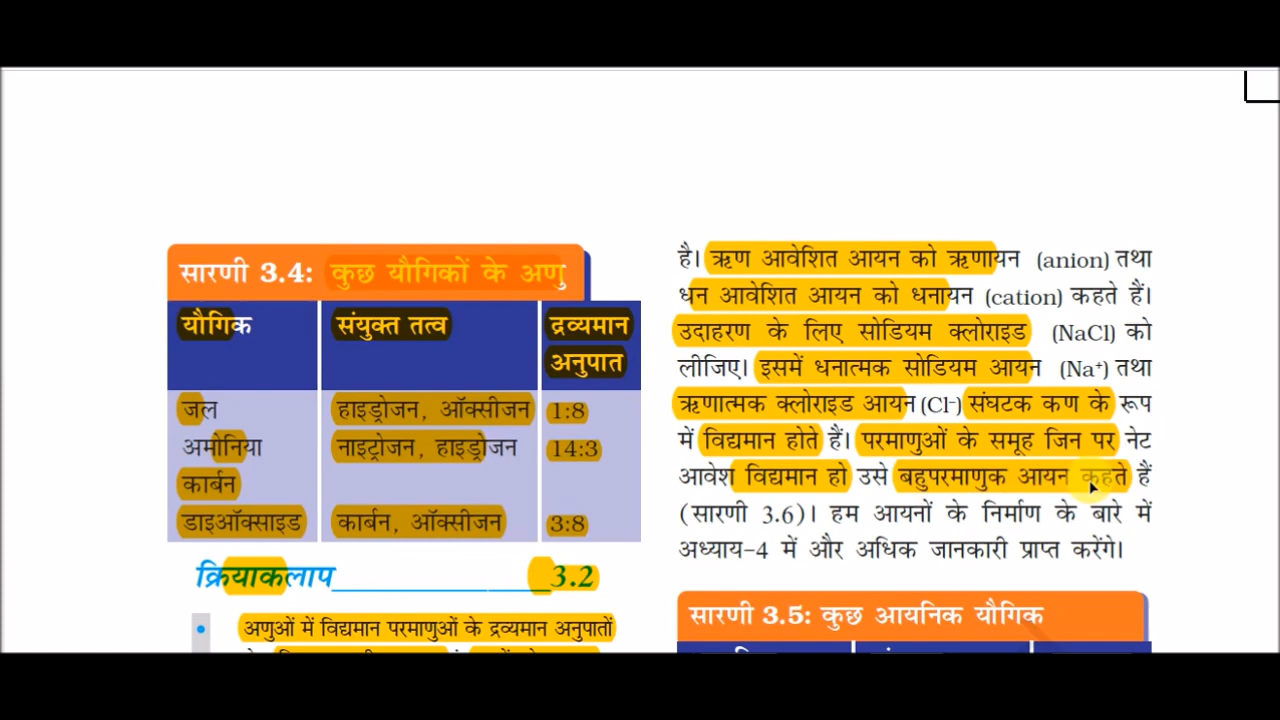 सारणी 3.4: कुछ यौगिकों के अणु
यौगिक संयुक्त तत्व द्रव्यमान
अनुपात
जल हाइड्रोजन, ऑक्सीजन 1:8
अमोनिया नाइट्रोजन, हाइड्रोजन 14:3
कार्बन
डाइऑक्साइड कार्बन, ऑक्सीजन 3:8
क्रियाकलाप 3.2
• अणुओं में विद्यमान परमाणुओं के द्रव्यमान अनुपातों
है। ऋण आवेशित आयन को ऋणायन (anion) तथा
धन आवेशित आयन को धनायन (cation) कहते हैं।
उदाहरण के लिए सोडियम क्लोराइड (NaCl) को
लीजिए। इसमें धनात्मक सोडियम आयन (Na⁺) तथा
ऋणात्मक क्लोराइड आयन (Cl⁻) संघटक कण के रूप
में विद्यमान होते हैं। परमाणुओं के समूह जिन पर नेट
आवेश विद्यमान हो उसे बहुपरमाणुक आयन कहते हैं
(सारणी 3.6)। हम आयनों के निर्माण के बारे में
अध्याय-4 में और अधिक जानकारी प्राप्त करेंगे।
सारणी 3.5: कुछ आयनिक यौगिक